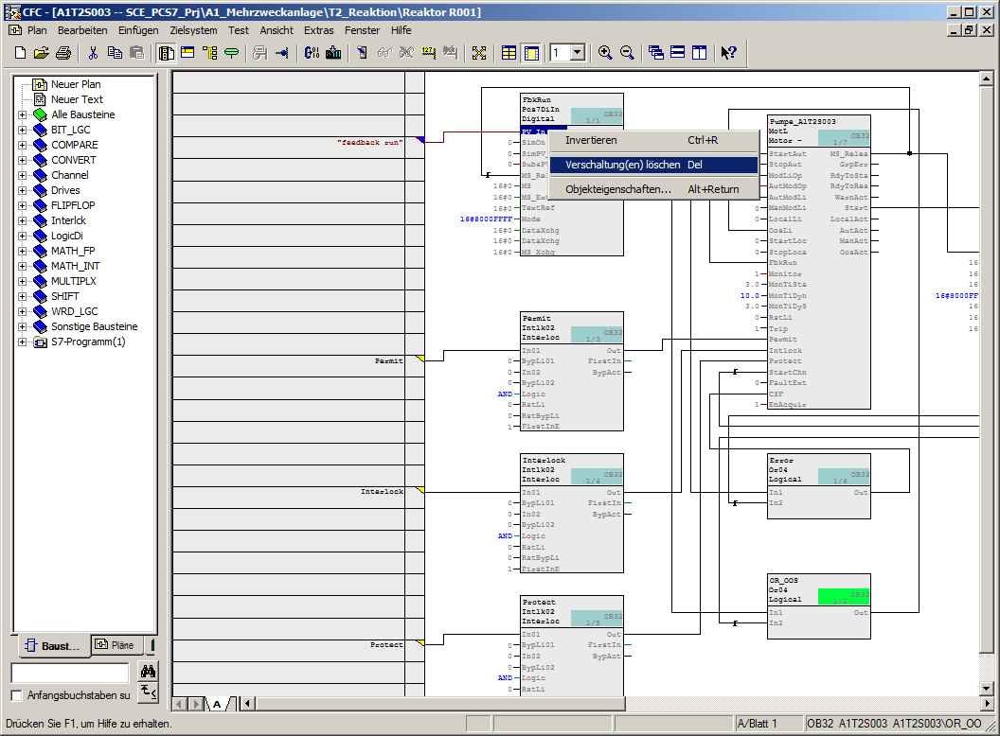 CFC - [A1T2S003 -- SCE_PCS7_Prj\A1_Mehrzweckanlage\T2_Reaktion\Reaktor R001]
Plan Bearbeiten Einfügen Zielsystem Test Ansicht Extras Fenster Hilfe
1
Neuer Plan
Neuer Text
Alle Bausteine
BIT_LGC
COMPARE
CONVERT
Channel
Drives
FLIPFLOP
Interlck
LogicDi
MATH_FP
MATH_INT
MULTIPLX
SHIFT
WRD_LGC
Sonstige Bausteine
S7-Programm(1)
Baust...
Pläne
Anfangsbuchstaben su
"feedback run"
Permit
Interlock
Protect
FbkRun
Pcs7DiIn
Digital
OB32
1/1
PV_In
0 SimOn
0 SimPV_
0 SubsPV
MS_Rel
16#0 MS
16#0 MS_Ext
16#0 TextRef
16#8000FFFF Mode
16#0 DataXchg
16#0 DataXchg
16#0 MS_Xchg
Invertieren Ctrl+R
Verschaltung(en) löschen Del
Objekteigenschaften... Alt+Return
Pumpe_A1T2S003
MotL
Motor -
OB32
1/7
StartAut MS_Relea
StopAut GrpErr
ModLiOp RdyToSta
AutModOp RdyToRes
AutModLi WarnAct
0 ManModLi Start
0 LocalLi LocalAct
OosLi AutAct
0 StartLoc ManAct
0 StopLoca OosAct
FbkRun
1 Monitor
3.0 MonTiSta
10.0 MonTiDyn
3.0 MonTiDyS
0 RstLi
1 Trip
Permit
Intlock
Protect
StartChn
0 FaultExt
CSF
1 EnAcquir
16#
16#
16#
16#8000FF
16#
16#
16#
Permit
Intlk02
Interloc
OB32
1/3
In01 Out
0 BypLi01 FirstIn
0 In02 BypAct
0 BypLi02
AND Logic
0 RstLi
0 RstBypLi
1 FirstInE
Interlock
Intlk02
Interloc
OB32
1/4
In01 Out
0 BypLi01 FirstIn
0 In02 BypAct
0 BypLi02
AND Logic
0 RstLi
0 RstBypLi
1 FirstInE
Protect
Intlk02
Interloc
OB32
1/5
In01 Out
0 BypLi01 FirstIn
0 In02 BypAct
0 BypLi02
AND Logic
0 RstLi
Error
Or04
Logical
OB32
1/6
In1 Out
In2
OR_OOS
Or04
Logical
OB32
In1 Out
In2
A
Drücken Sie F1, um Hilfe zu erhalten.
A/Blatt 1
OB32 A1T2S003 A1T2S003\OR_OO